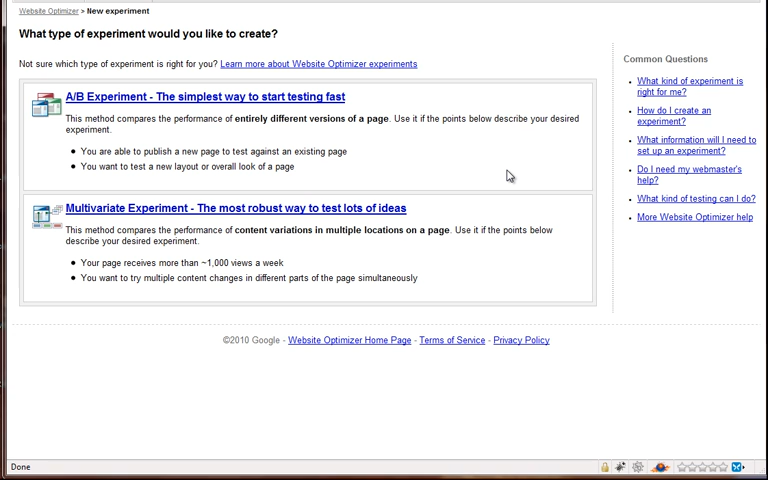 Website Optimizer > New experiment
What type of experiment would you like to create?
Not sure which type of experiment is right for you? Learn more about Website Optimizer experiments
A/B Experiment - The simplest way to start testing fast
This method compares the performance of entirely different versions of a page. Use it if the points below describe your desired
experiment.
You are able to publish a new page to test against an existing page
You want to test a new layout or overall look of a page
Multivariate Experiment - The most robust way to test lots of ideas
This method compares the performance of content variations in multiple locations on a page. Use it if the points below
describe your desired experiment.
Your page receives more than ~1,000 views a week
You want to try multiple content changes in different parts of the page simultaneously
Common Questions
What kind of experiment is
right for me?
How do I create an
experiment?
What information will I need to
set up an experiment?
Do I need my webmaster's
help?
What kind of testing can I do?
More Website Optimizer help
©2010 Google - Website Optimizer Home Page - Terms of Service - Privacy Policy
Done